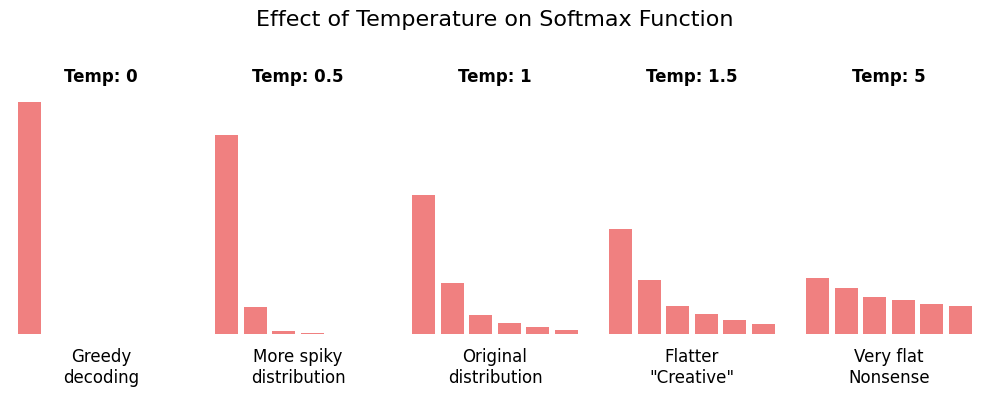 Effect of Temperature on Softmax Function
Temp: 0
Temp: 0.5
Temp: 1
Temp: 1.5
Temp: 5
Greedy
decoding
More spiky
distribution
Original
distribution
Flatter
"Creative"
Very flat
Nonsense